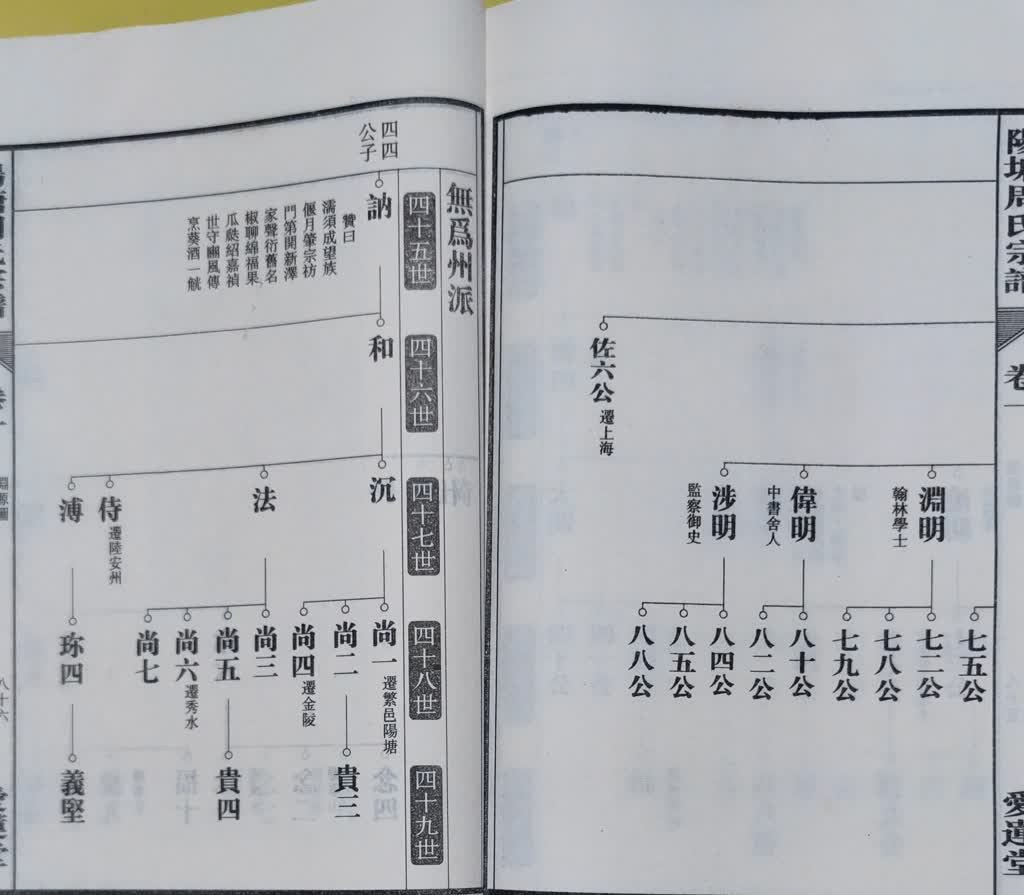 陽塘周氏宗譜
卷一
愛蓮堂
佐六公
遷上海
淵明
翰林學士
偉明
中書舍人
涉明
監察御史
七五公
七二公
七八公
七九公
八十公
八二公
八四公
八五公
八八公
無爲州派
四十五世
四十六世
四十七世
四十八世
四十九世
四四
公子
訥
贊曰
濡須成望族
偃月肇宗祊
門第開新澤
家聲衍舊名
椒聊綿福果
瓜瓞紹嘉禎
世守豳風傳
烹葵酒一觥
和
沉
法
侍
遷陸安州
溥
尚一
遷繁邑陽塘
尚二
尚四
遷金陵
尚三
尚五
尚六
遷秀水
尚七
珎四
貴三
貴四
義堅
淵源圖
八十六